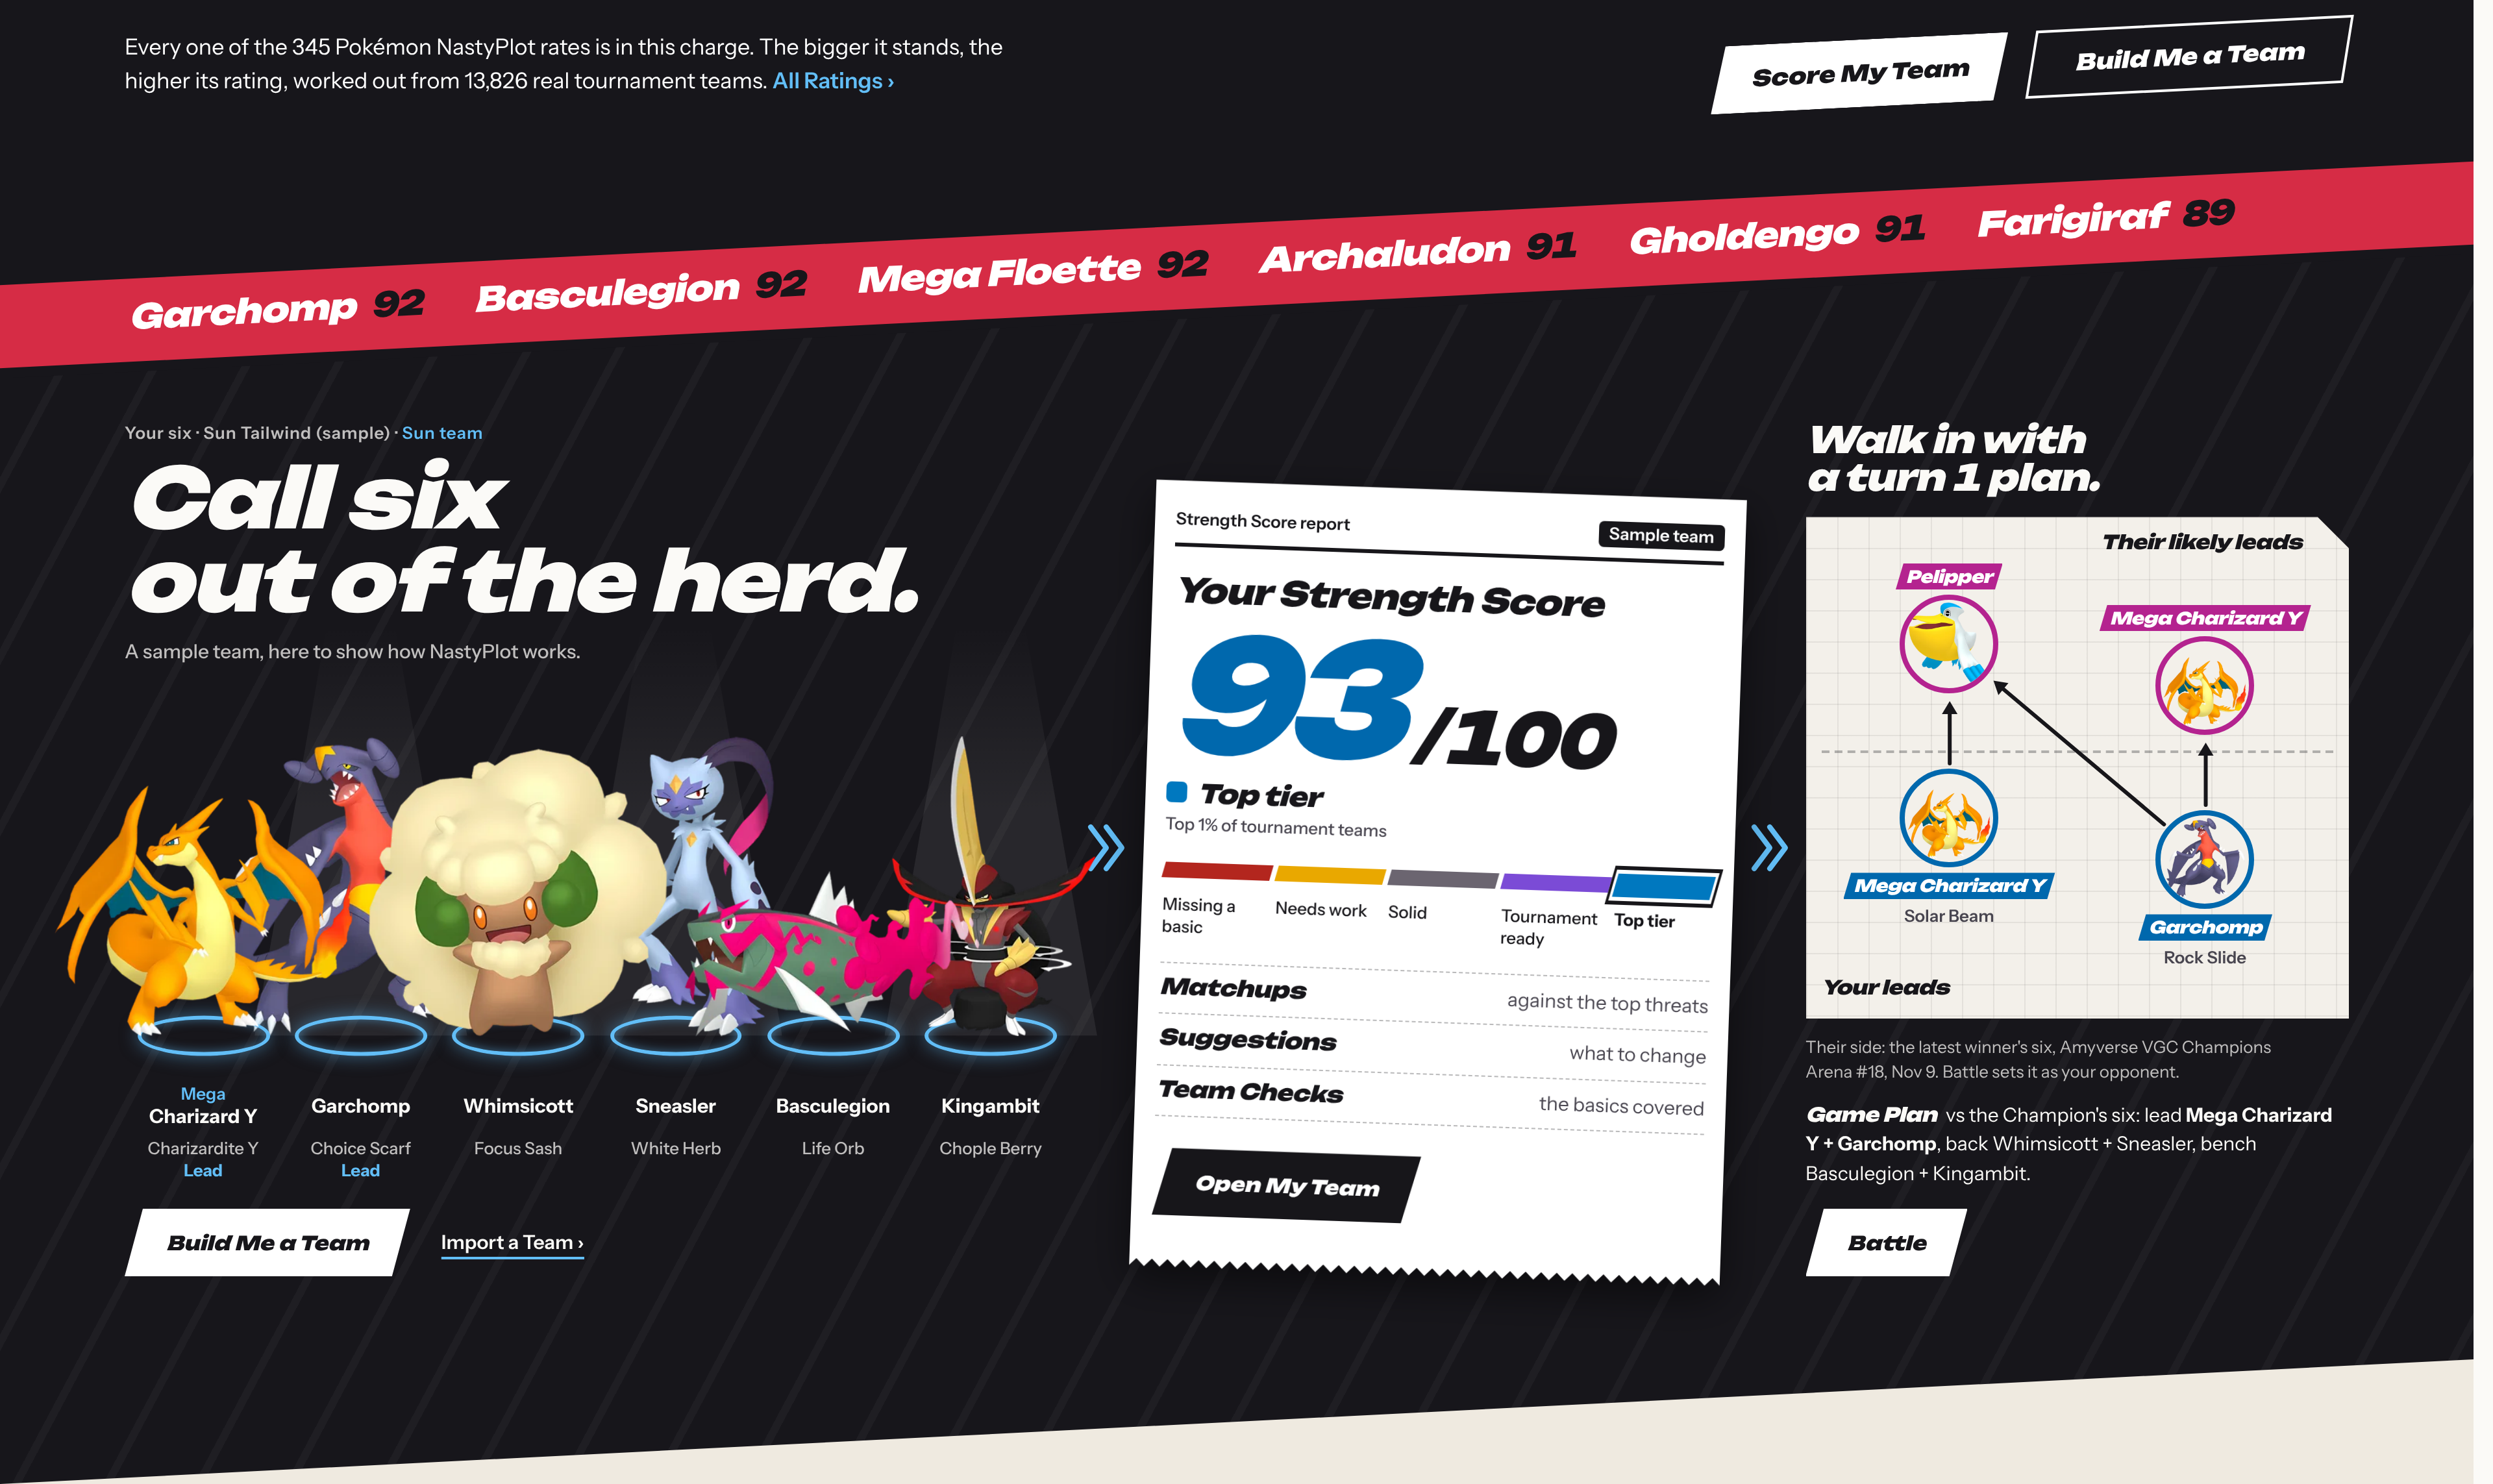 Every one of the 345 Pokémon NastyPlot rates is in this charge. The bigger it stands, the
higher its rating, worked out from 13,826 real tournament teams. All Ratings ›
Score My Team
Build Me a Team
Garchomp 92
Basculegion 92
Mega Floette 92
Archaludon 91
Gholdengo 91
Farigiraf 89
Your six · Sun Tailwind (sample) · Sun team
Call six
out of the herd.
A sample team, here to show how NastyPlot works.
Mega
Charizard Y
Charizardite Y
Lead
Garchomp
Choice Scarf
Lead
Whimsicott
Focus Sash
Sneasler
White Herb
Basculegion
Life Orb
Kingambit
Chople Berry
Build Me a Team
Import a Team ›
Strength Score report
Sample team
Your Strength Score
93/100
Top tier
Top 1% of tournament teams
Missing a
basic
Needs work
Solid
Tournament
ready
Top tier
Matchups
against the top threats
Suggestions
what to change
Team Checks
the basics covered
Open My Team
Walk in with
a turn 1 plan.
Their likely leads
Pelipper
Mega Charizard Y
Mega Charizard Y
Solar Beam
Garchomp
Rock Slide
Your leads
Their side: the latest winner's six, Amyverse VGC Champions
Arena #18, Nov 9. Battle sets it as your opponent.
Game Plan vs the Champion's six: lead Mega Charizard
Y + Garchomp, back Whimsicott + Sneasler, bench
Basculegion + Kingambit.
Battle